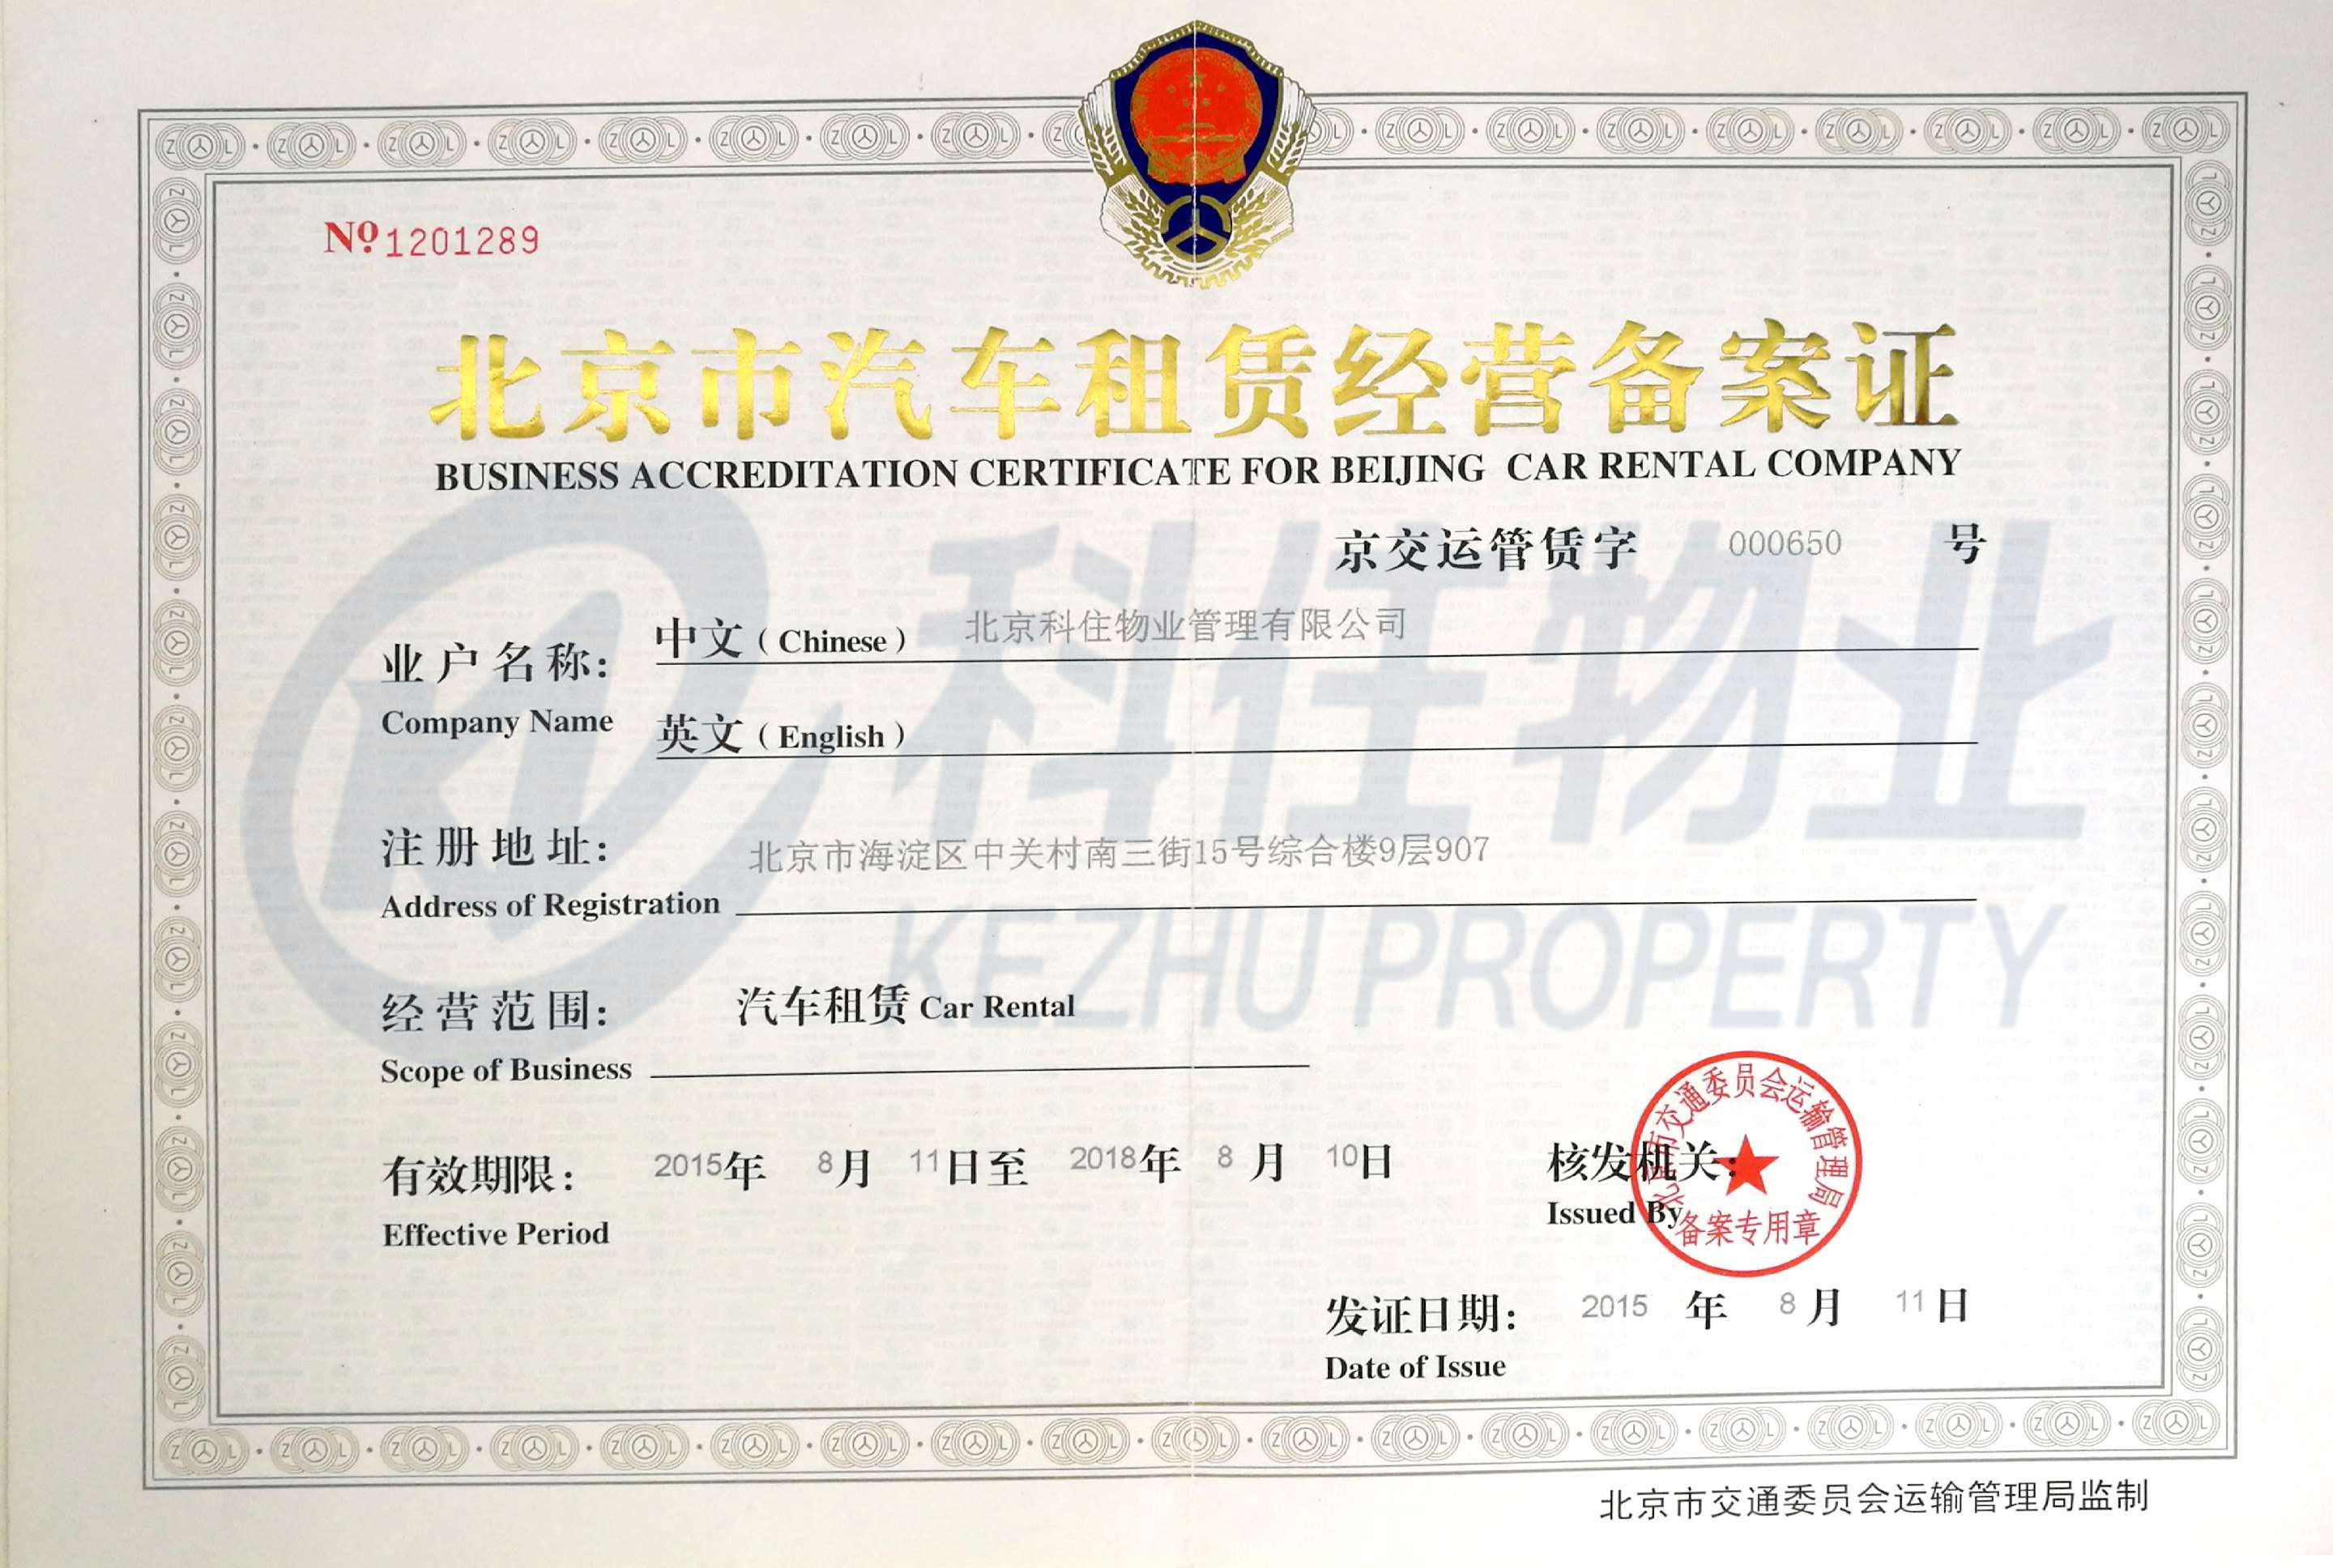 №1201289
北京市汽车租赁经营备案证
BUSINESS ACCREDITATION CERTIFICATE FOR BEIJING CAR RENTAL COMPANY
京交运管赁字 000650 号
业户名称: 中文(Chinese) 北京科住物业管理有限公司
Company Name 英文(English)
注册地址: 北京市海淀区中关村南三街15号综合楼9层907
Address of Registration
经营范围: 汽车租赁 Car Rental
Scope of Business
有效期限: 2015年 8月 11日至 2018年 8月 10日
Effective Period
核发机关:
Issued By
北京市交通委员会运输管理局
备案专用章
发证日期: 2015 年 8月 11日
Date of Issue
北京市交通委员会运输管理局监制
科住物业
KEZHU PROPERTY